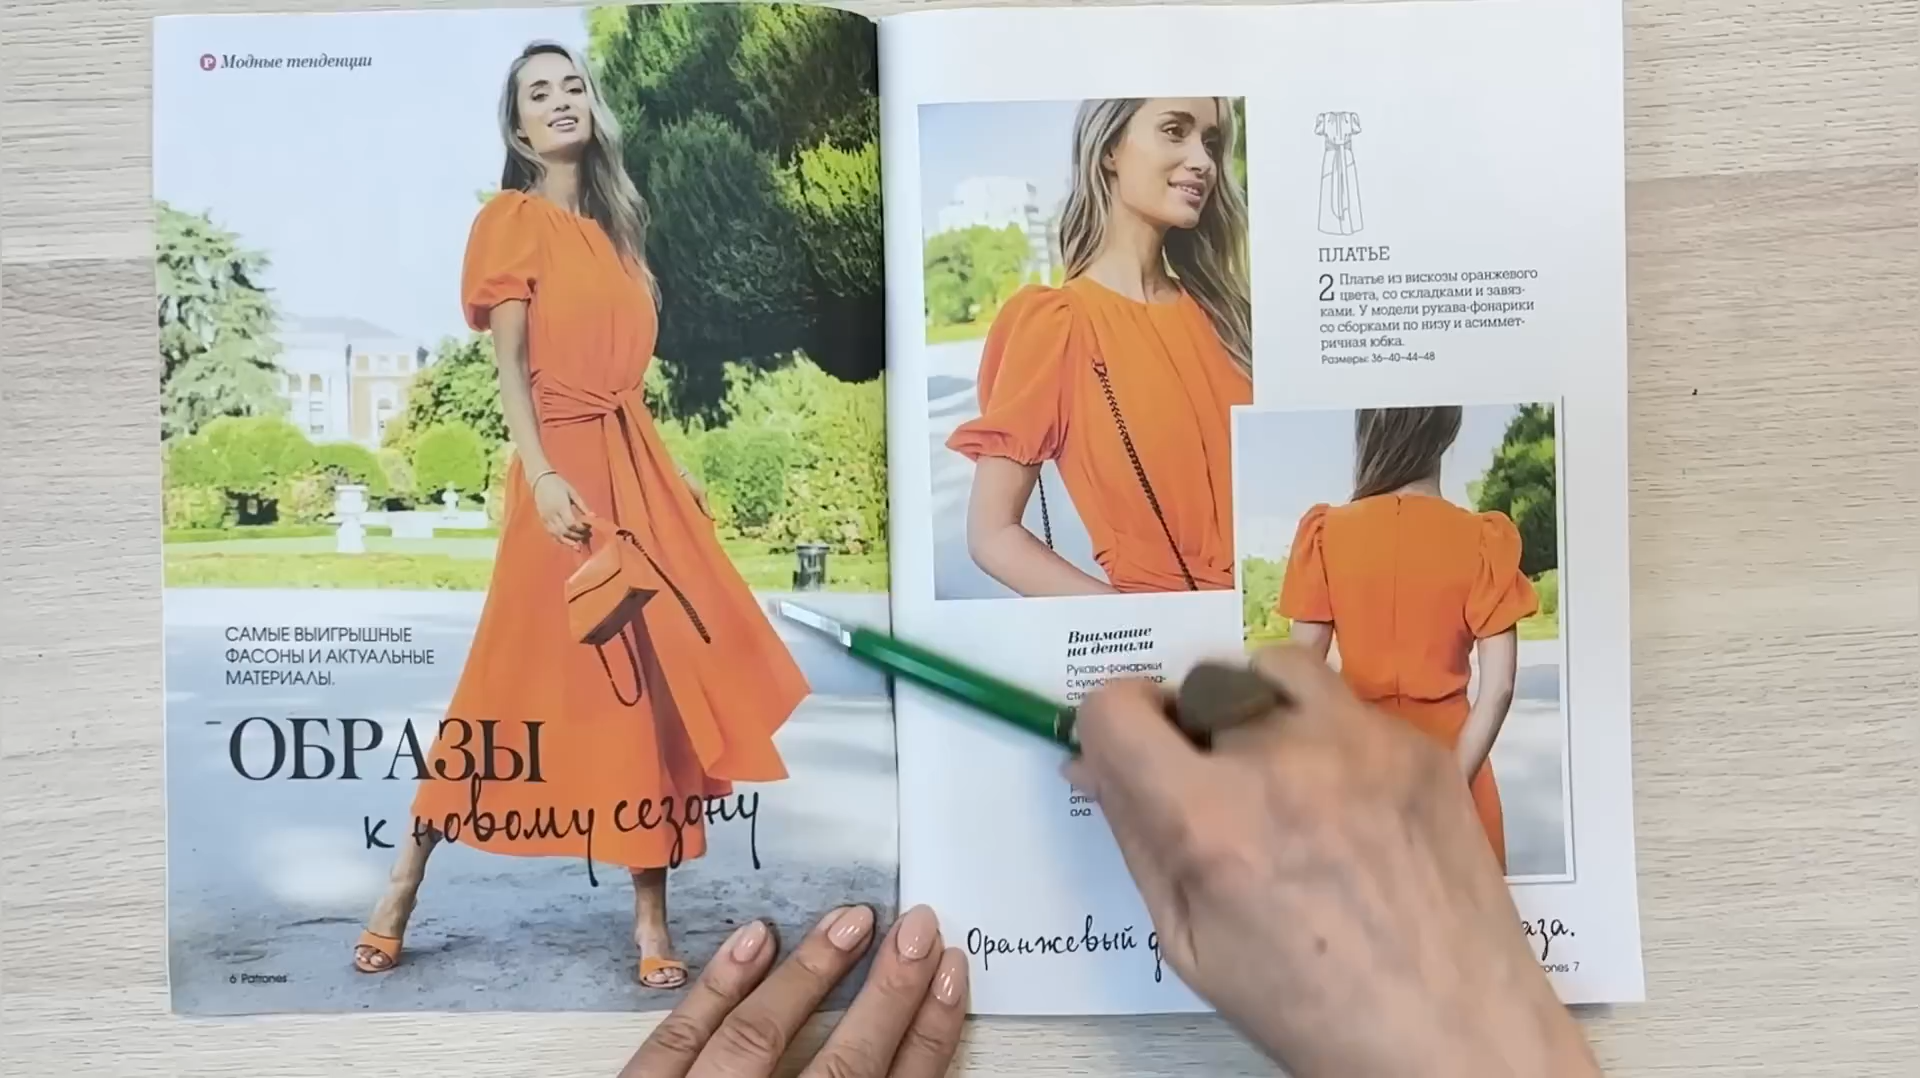 Р Модные тенденции
САМЫЕ ВЫИГРЫШНЫЕ
ФАСОНЫ И АКТУАЛЬНЫЕ
МАТЕРИАЛЫ.
ОБРАЗЫ
к новому сезону
6 Patrones
ПЛАТЬЕ
2 Платье из вискозы оранжевого
цвета, со складками и завяз-
ками. У модели рукава-фонарики
со сборками по низу и асиммет-
ричная юбка.
Размеры: 36–40–44–48
Внимание
на детали
Рукава-фонарики
с
ала.
Оранжевый
7